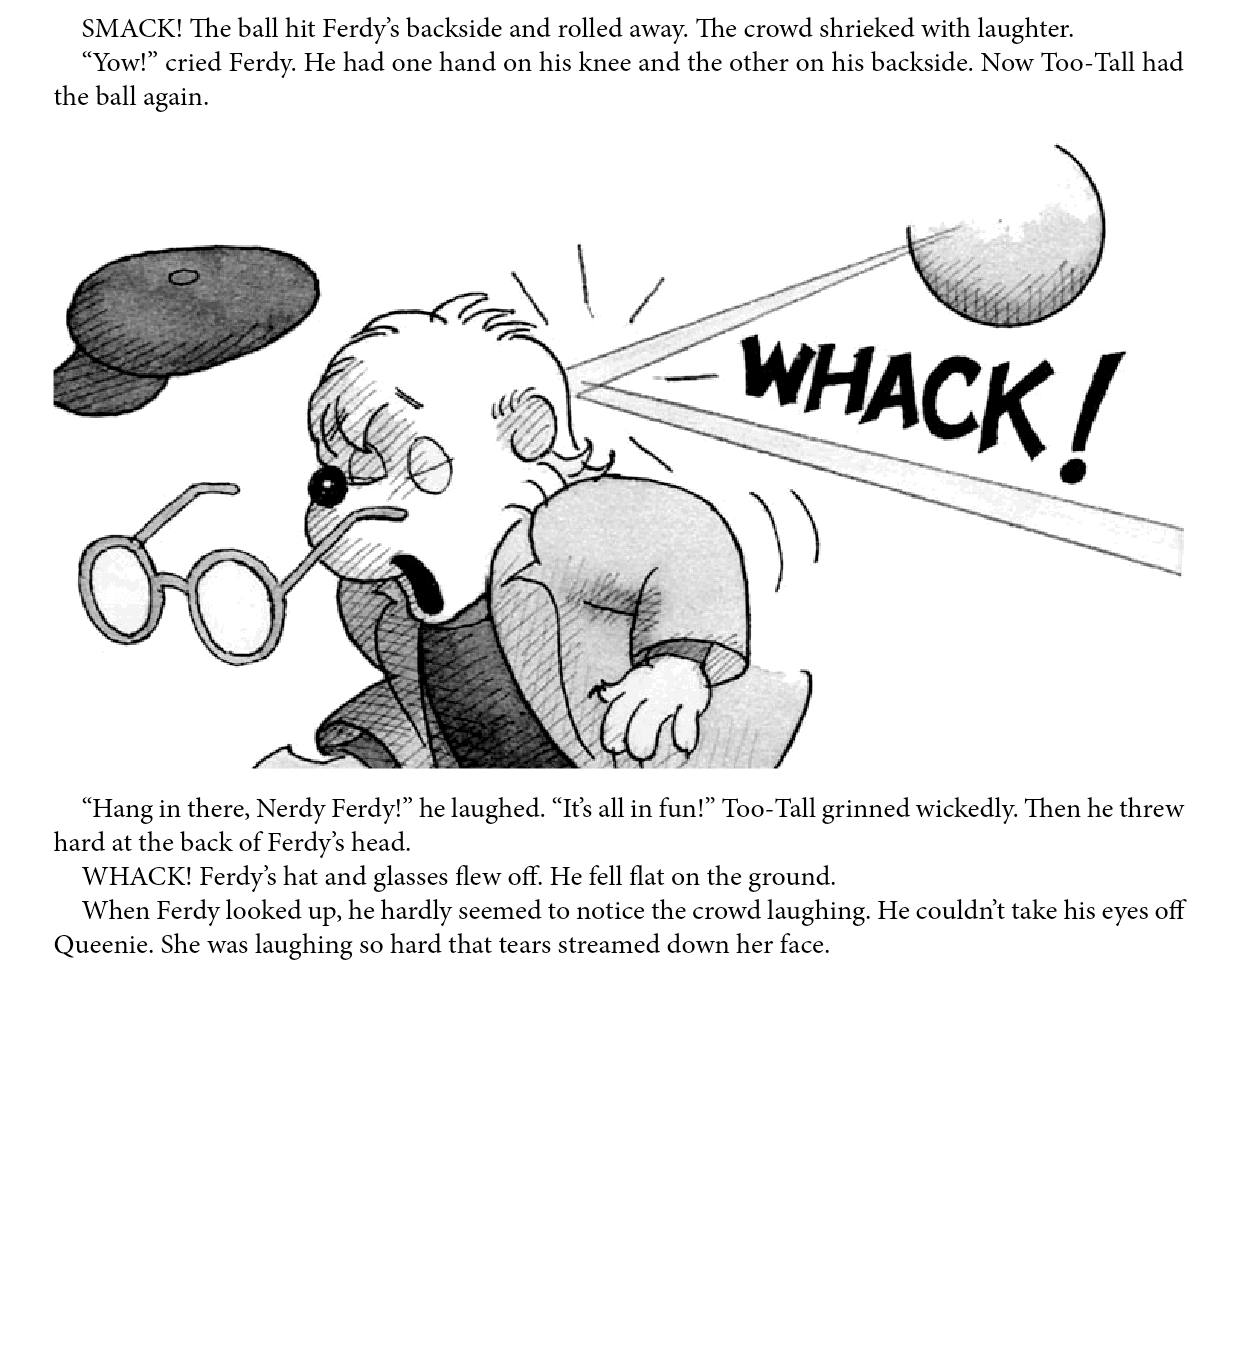 SMACK! The ball hit Ferdy’s backside and rolled away. The crowd shrieked with laughter.
“Yow!” cried Ferdy. He had one hand on his knee and the other on his backside. Now Too-Tall had
the ball again.
WHACK!
“Hang in there, Nerdy Ferdy!” he laughed. “It’s all in fun!” Too-Tall grinned wickedly. Then he threw
hard at the back of Ferdy’s head.
WHACK! Ferdy’s hat and glasses flew off. He fell flat on the ground.
When Ferdy looked up, he hardly seemed to notice the crowd laughing. He couldn’t take his eyes off
Queenie. She was laughing so hard that tears streamed down her face.